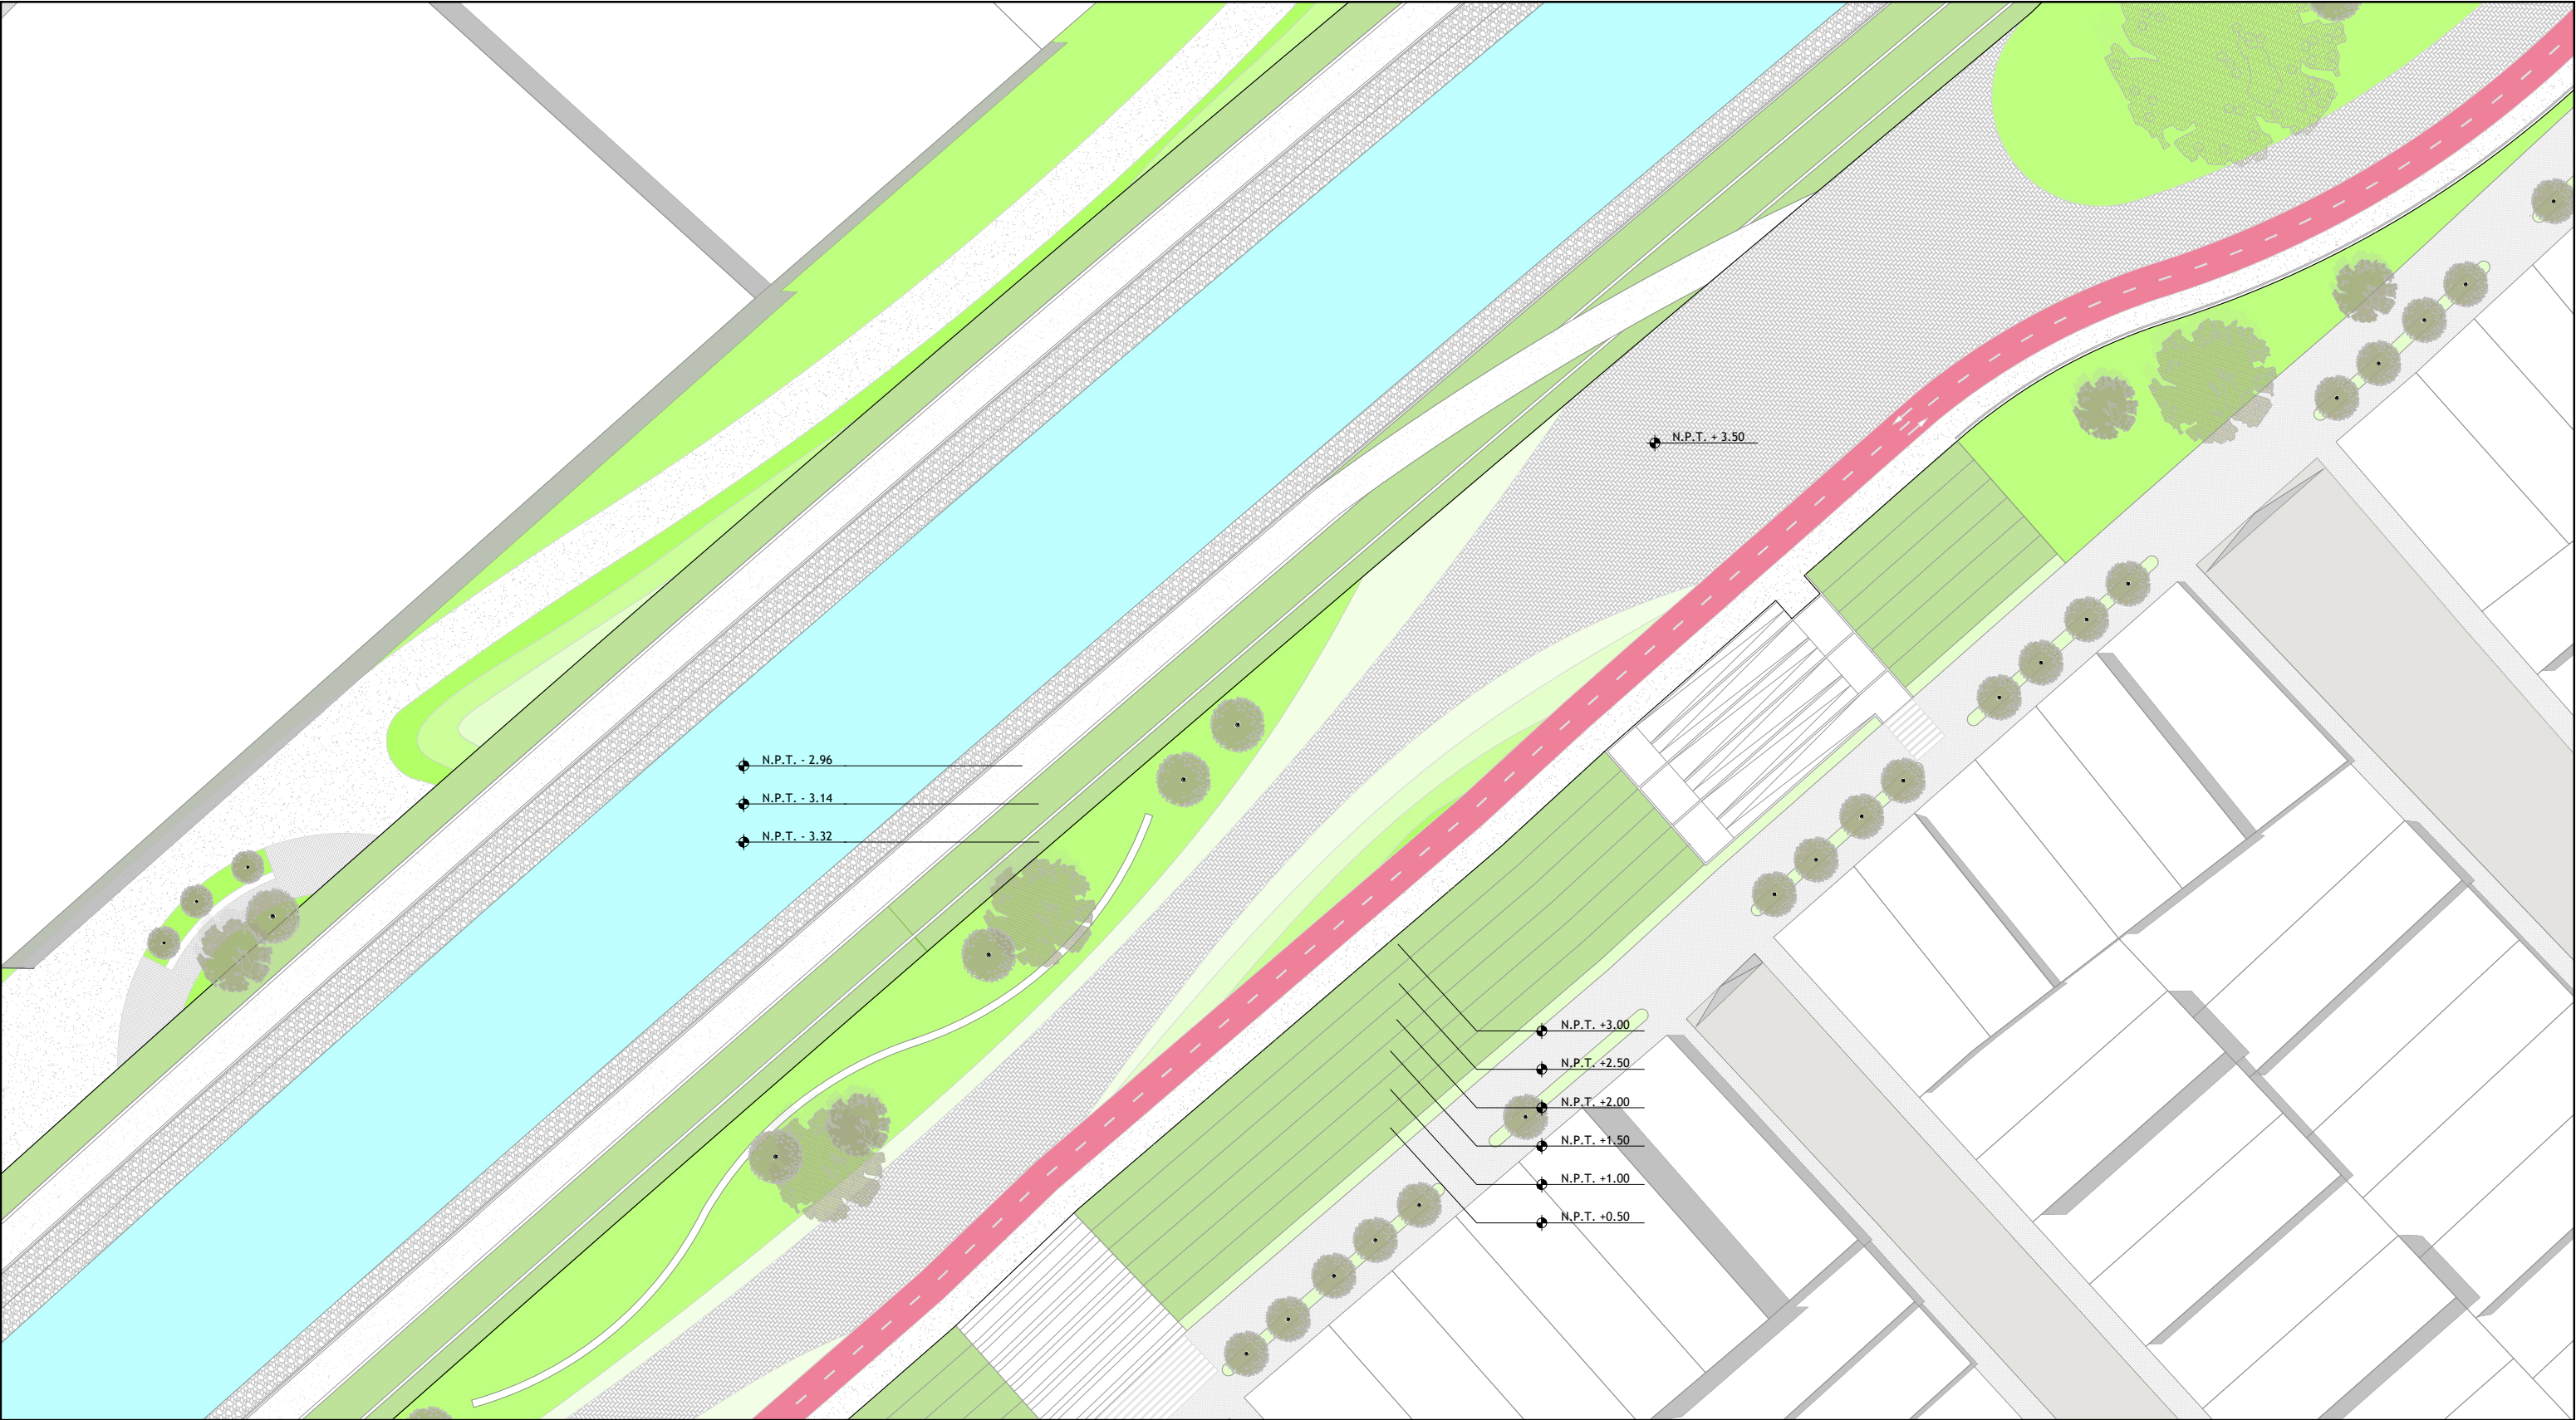 N.P.T. + 3.50
N.P.T. - 2.96
N.P.T. - 3.14
N.P.T. - 3.32
N.P.T. +3.00
N.P.T. +2.50
N.P.T. +2.00
N.P.T. +1.50
N.P.T. +1.00
N.P.T. +0.50